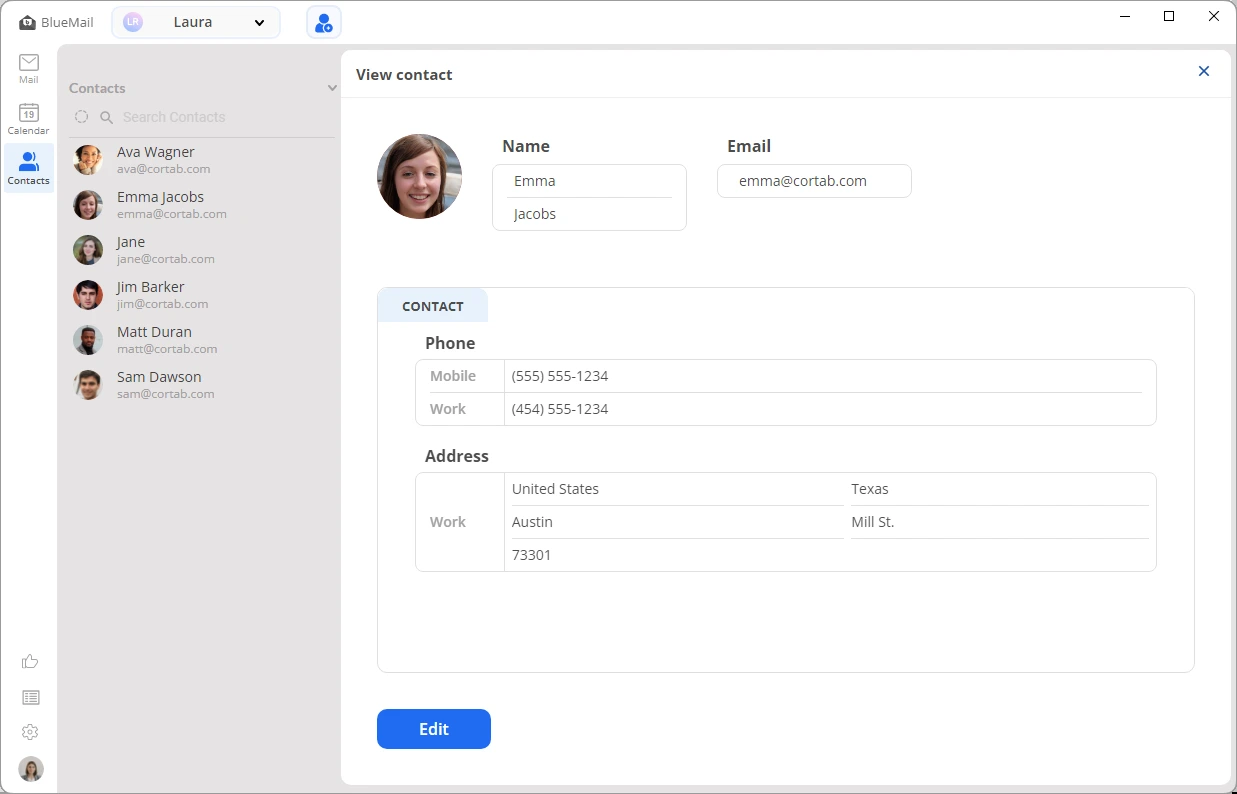 BlueMail
LR Laura
Mail
19
Calendar
Contacts
Contacts
Search Contacts
Ava Wagner
ava@cortab.com
Emma Jacobs
emma@cortab.com
Jane
jane@cortab.com
Jim Barker
jim@cortab.com
Matt Duran
matt@cortab.com
Sam Dawson
sam@cortab.com
View contact
Name
Emma
Jacobs
Email
emma@cortab.com
CONTACT
Phone
Mobile (555) 555-1234
Work (454) 555-1234
Address
Work
United States Texas
Austin Mill St.
73301
Edit